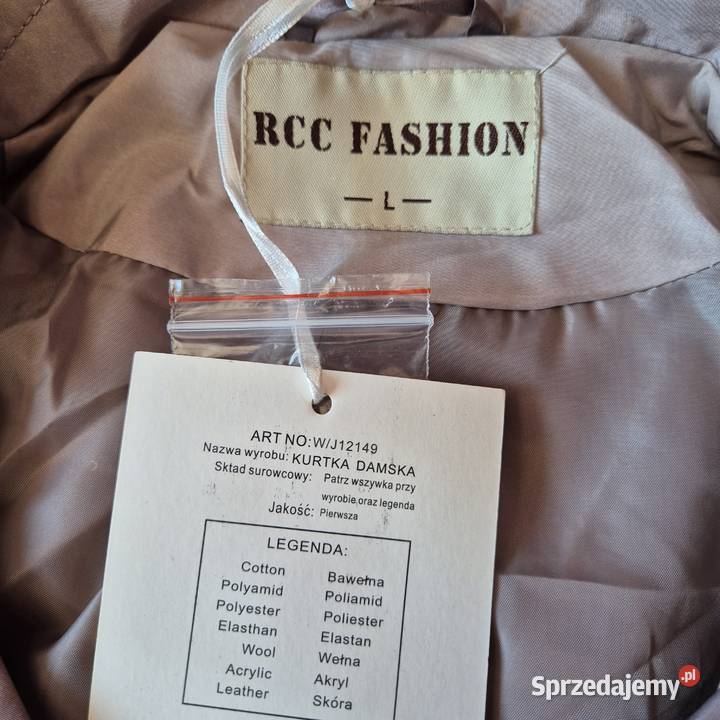 RCC FASHION
— L —
ART NO: W/J12149
Nazwa wyrobu: KURTKA DAMSKA
Skład surowcowy: Patrz wszywka przy
wyrobie oraz legenda
Jakość: Pierwsza
LEGENDA:
Cotton Bawełna
Polyamid Poliamid
Polyester Poliester
Elasthan Elastan
Wool Wełna
Acrylic Akryl
Leather Skóra
Sprzedajemy.pl